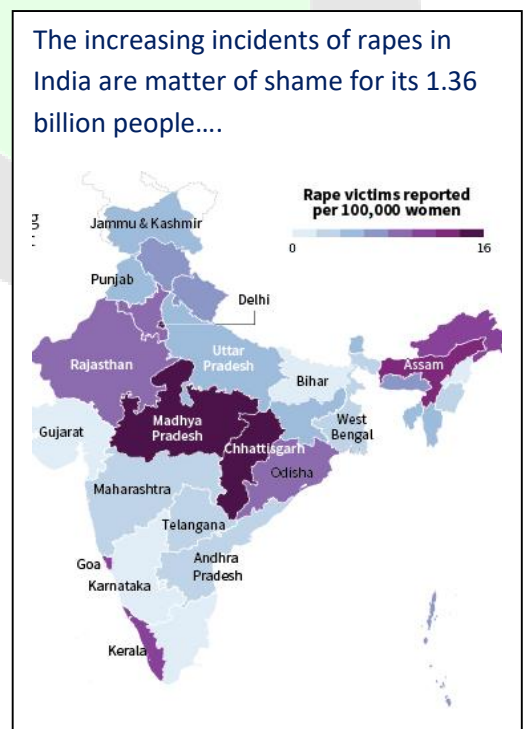 The increasing incidents of rapes in
India are matter of shame for its 1.36
billion people....
Rape victims reported
per 100,000 women
0 16
Jammu & Kashmir
Punjab
Delhi
Rajasthan
Uttar
Pradesh
Bihar
Assam
Gujarat
Madhya
Pradesh
Chhattisgarh
West
Bengal
Odisha
Maharashtra
Telangana
Goa
Andhra
Pradesh
Karnataka
Kerala